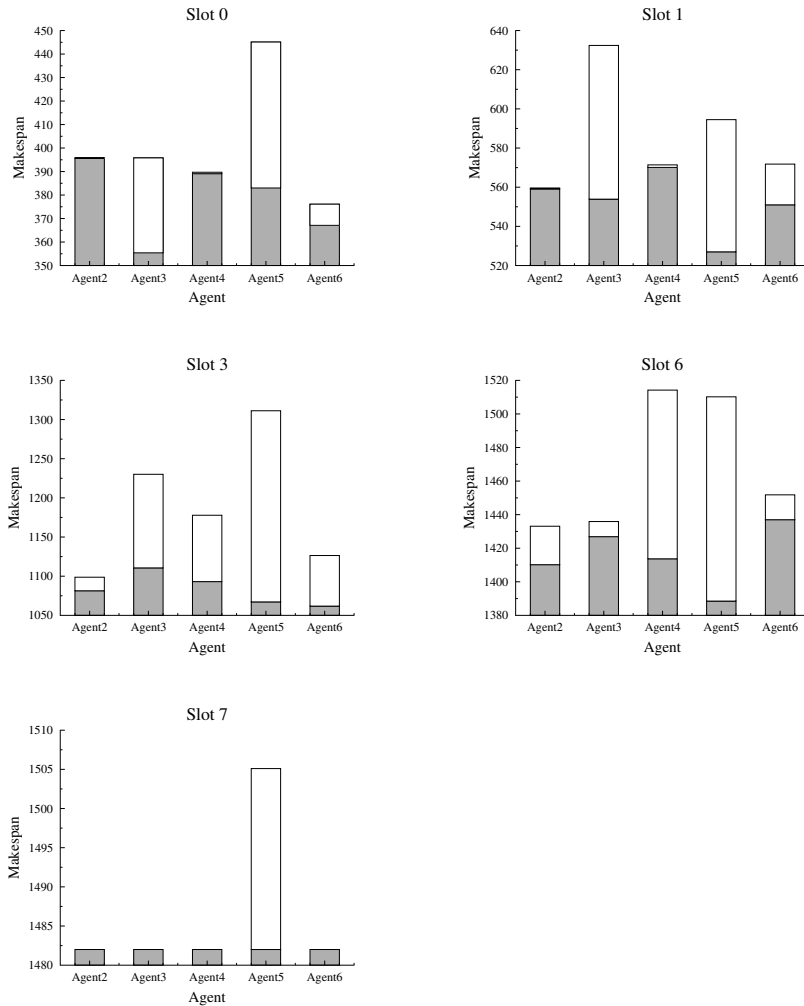 Slot 0
450
440
430
420
410
400
390
380
370
360
350
Makespan
Agent2 Agent3 Agent4 Agent5 Agent6
Agent
Slot 1
640
620
600
580
560
540
520
Makespan
Agent2 Agent3 Agent4 Agent5 Agent6
Agent
Slot 3
1350
1300
1250
1200
1150
1100
1050
Makespan
Agent2 Agent3 Agent4 Agent5 Agent6
Agent
Slot 6
1520
1500
1480
1460
1440
1420
1400
1380
Makespan
Agent2 Agent3 Agent4 Agent5 Agent6
Agent
Slot 7
1510
1505
1500
1495
1490
1485
1480
Makespan
Agent2 Agent3 Agent4 Agent5 Agent6
Agent